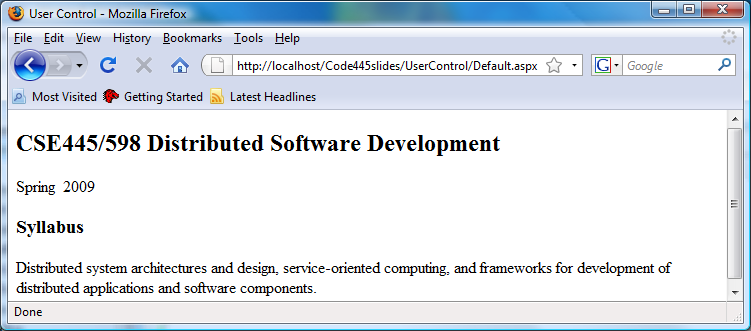 User Control - Mozilla Firefox
File Edit View History Bookmarks Tools Help
http://localhost/Code445slides/UserControl/Default.aspx G Google
Most Visited Getting Started Latest Headlines
CSE445/598 Distributed Software Development
Spring 2009
Syllabus
Distributed system architectures and design, service-oriented computing, and frameworks for development of
distributed applications and software components.
Done